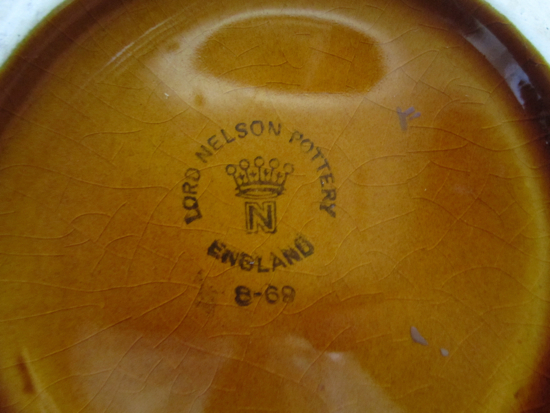 LORD NELSON POTTERY
N
ENGLAND
8-69